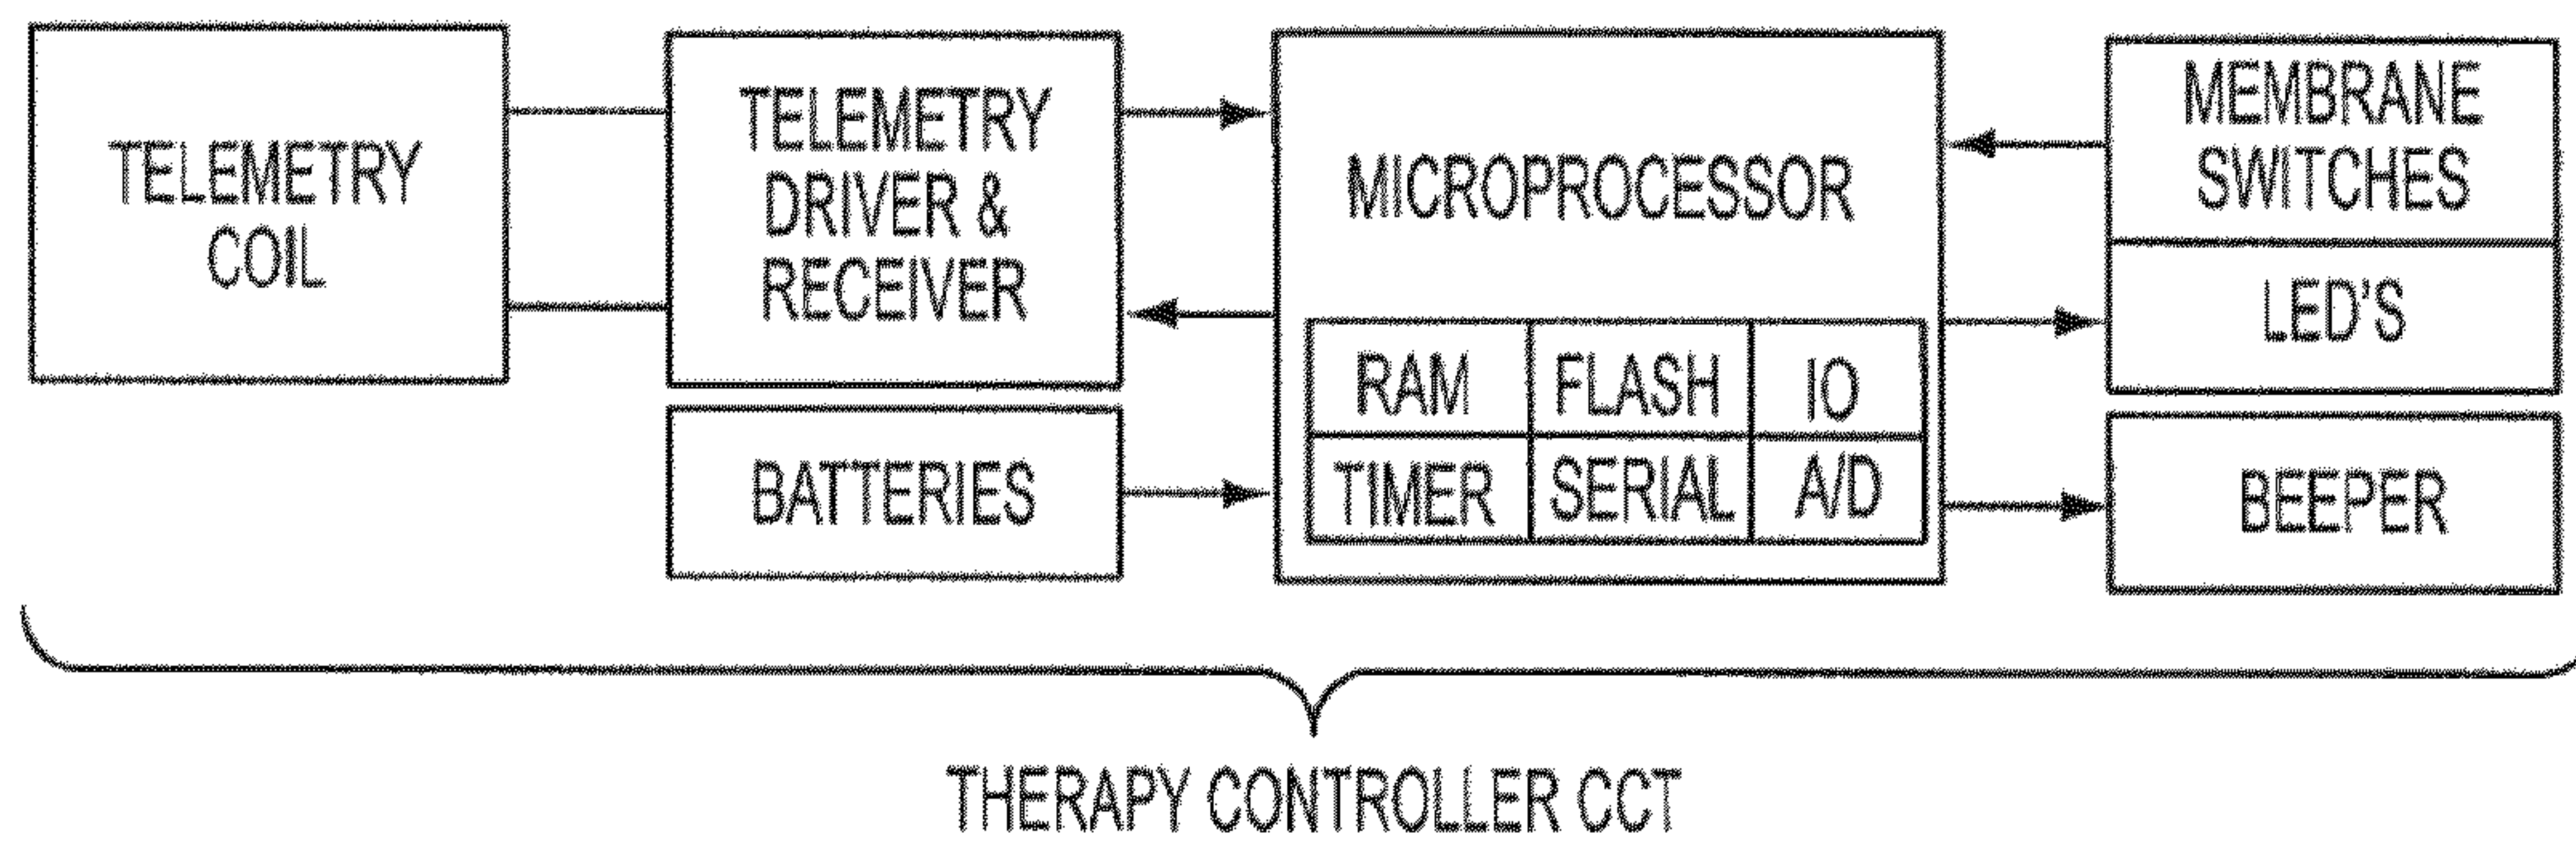 TELEMETRY
COIL
TELEMETRY
DRIVER &
RECEIVER
BATTERIES
MICROPROCESSOR
RAM FLASH IO
TIMER SERIAL A/D
MEMBRANE
SWITCHES
LED'S
BEEPER
THERAPY CONTROLLER CCT